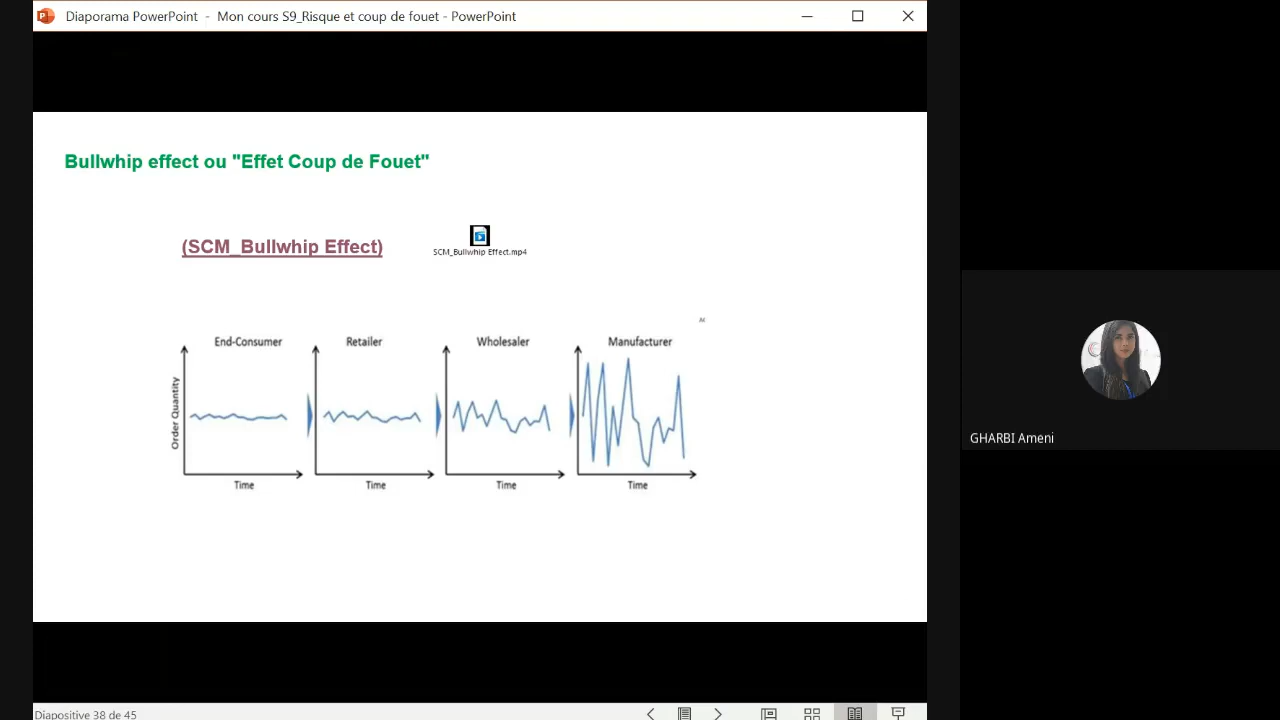 Diaporama PowerPoint - Mon cours S9_Risque et coup de fouet - PowerPoint
Bullwhip effect ou "Effet Coup de Fouet"
(SCM_Bullwhip Effect)
SCM_Bullwhip Effect.mp4
End-Consumer
Retailer
Wholesaler
Manufacturer
Order Quantity
Time
Time
Time
Time
GHARBI Ameni
Diapositive 38 de 45